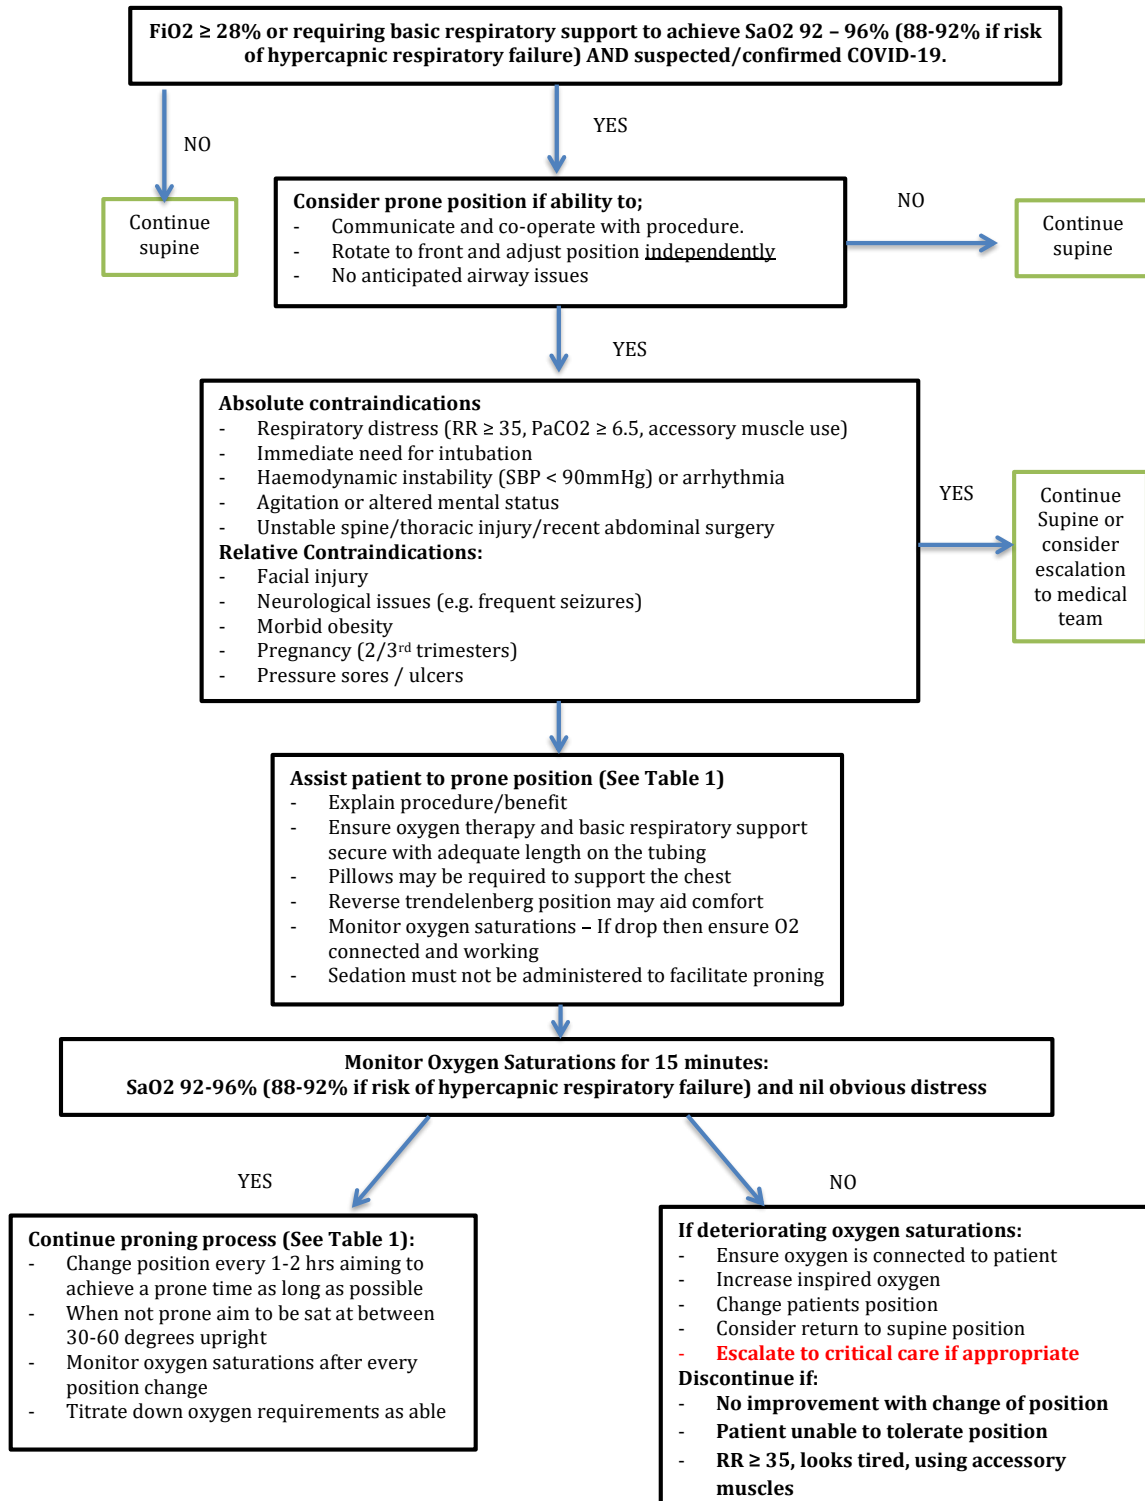 FiO2 ≥ 28% or requiring basic respiratory support to achieve SaO2 92 – 96% (88-92% if risk
of hypercapnic respiratory failure) AND suspected/confirmed COVID-19.
NO
YES
Continue
supine
Consider prone position if ability to;
- Communicate and co-operate with procedure.
- Rotate to front and adjust position independently
- No anticipated airway issues
NO
Continue
supine
YES
Absolute contraindications
- Respiratory distress (RR ≥ 35, PaCO2 ≥ 6.5, accessory muscle use)
- Immediate need for intubation
- Haemodynamic instability (SBP < 90mmHg) or arrhythmia
- Agitation or altered mental status
- Unstable spine/thoracic injury/recent abdominal surgery
Relative Contraindications:
- Facial injury
- Neurological issues (e.g. frequent seizures)
- Morbid obesity
- Pregnancy (2/3rd trimesters)
- Pressure sores / ulcers
YES
Continue
Supine or
consider
escalation
to medical
team
Assist patient to prone position (See Table 1)
- Explain procedure/benefit
- Ensure oxygen therapy and basic respiratory support
secure with adequate length on the tubing
- Pillows may be required to support the chest
- Reverse trendelenberg position may aid comfort
- Monitor oxygen saturations – If drop then ensure O2
connected and working
- Sedation must not be administered to facilitate proning
Monitor Oxygen Saturations for 15 minutes:
SaO2 92-96% (88-92% if risk of hypercapnic respiratory failure) and nil obvious distress
YES
NO
Continue proning process (See Table 1):
- Change position every 1-2 hrs aiming to
achieve a prone time as long as possible
- When not prone aim to be sat at between
30-60 degrees upright
- Monitor oxygen saturations after every
position change
- Titrate down oxygen requirements as able
If deteriorating oxygen saturations:
- Ensure oxygen is connected to patient
- Increase inspired oxygen
- Change patients position
- Consider return to supine position
- Escalate to critical care if appropriate
Discontinue if:
- No improvement with change of position
- Patient unable to tolerate position
- RR ≥ 35, looks tired, using accessory
muscles